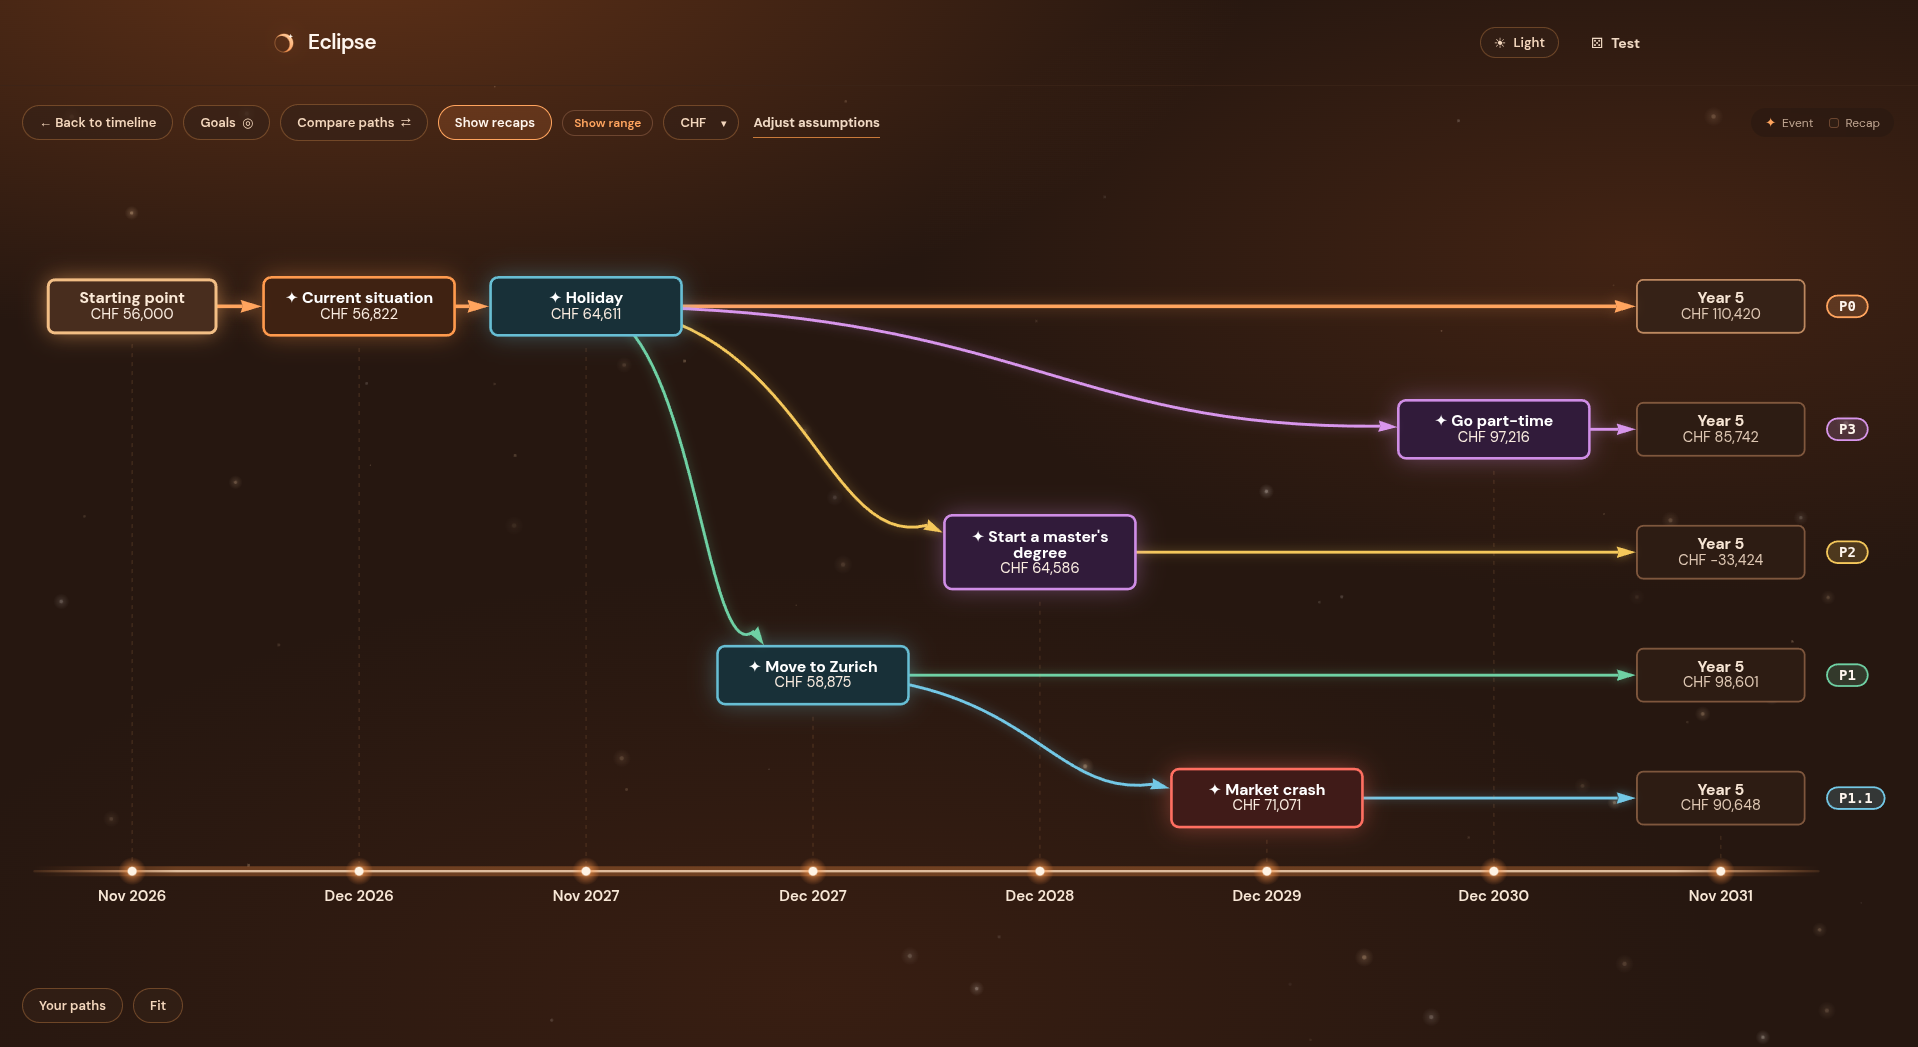 Eclipse
☀ Light
⚄ Test
← Back to timeline
Goals ◎
Compare paths ⇄
Show recaps
Show range
CHF ▾
Adjust assumptions
✦ Event
Recap
Starting point
CHF 56,000
✦ Current situation
CHF 56,822
✦ Holiday
CHF 64,611
Year 5
CHF 110,420
P0
✦ Go part-time
CHF 97,216
Year 5
CHF 85,742
P3
✦ Start a master's
degree
CHF 64,586
Year 5
CHF -33,424
P2
✦ Move to Zurich
CHF 58,875
Year 5
CHF 98,601
P1
✦ Market crash
CHF 71,071
Year 5
CHF 90,648
P1.1
Nov 2026
Dec 2026
Nov 2027
Dec 2027
Dec 2028
Dec 2029
Dec 2030
Nov 2031
Your paths
Fit